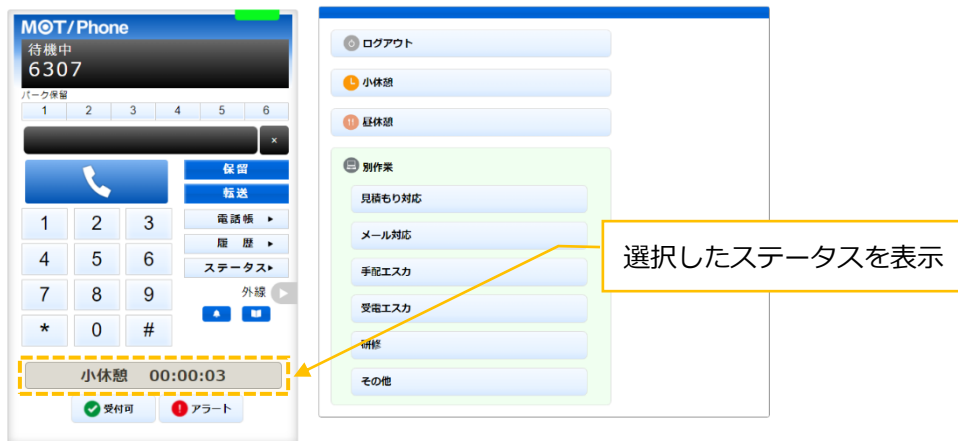 MOT/Phone
待機中
6307
パーク保留
1 2 3 4 5 6
×
保留
転送
電話帳 ▶
履 歴 ▶
ステータス▶
外線
1 2 3
4 5 6
7 8 9
* 0 #
小休憩 00:00:03
受付可
アラート
ログアウト
小休憩
昼休憩
別作業
見積もり対応
メール対応
手配エスカ
受電エスカ
研修
その他
選択したステータスを表示